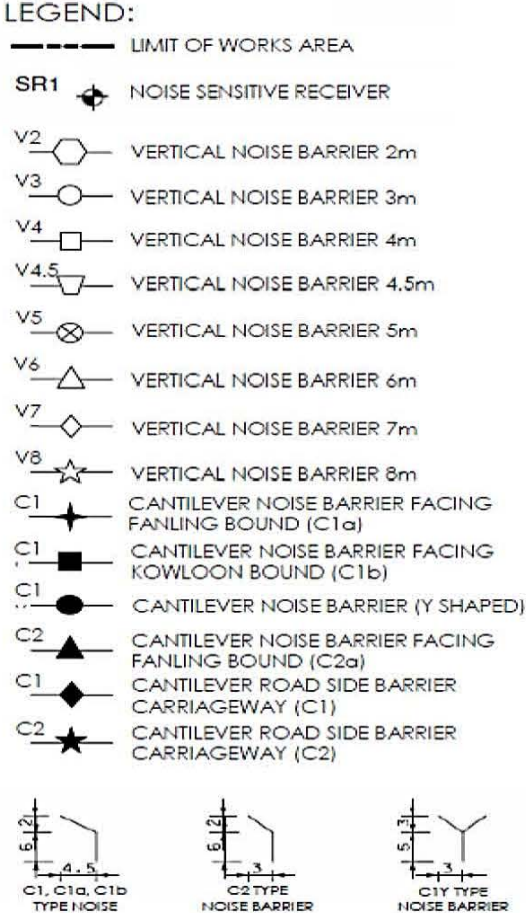 LEGEND:
LIMIT OF WORKS AREA
SR1
NOISE SENSITIVE RECEIVER
V2
VERTICAL NOISE BARRIER 2m
V3
VERTICAL NOISE BARRIER 3m
V4
VERTICAL NOISE BARRIER 4m
V4.5
VERTICAL NOISE BARRIER 4.5m
V5
VERTICAL NOISE BARRIER 5m
V6
VERTICAL NOISE BARRIER 6m
V7
VERTICAL NOISE BARRIER 7m
V8
VERTICAL NOISE BARRIER 8m
C1
CANTILEVER NOISE BARRIER FACING
FANLING BOUND (C1a)
C1
CANTILEVER NOISE BARRIER FACING
KOWLOON BOUND (C1b)
C1
CANTILEVER NOISE BARRIER (Y SHAPED)
C2
CANTILEVER NOISE BARRIER FACING
FANLING BOUND (C2a)
C1
CANTILEVER ROAD SIDE BARRIER
CARRIAGEWAY (C1)
C2
CANTILEVER ROAD SIDE BARRIER
CARRIAGEWAY (C2)
2
6
4.5
C1, C1a, C1b
TYPE NOISE
2
6
3
C2 TYPE
NOISE BARRIER
3
5
3
C1Y TYPE
NOISE BARRIER